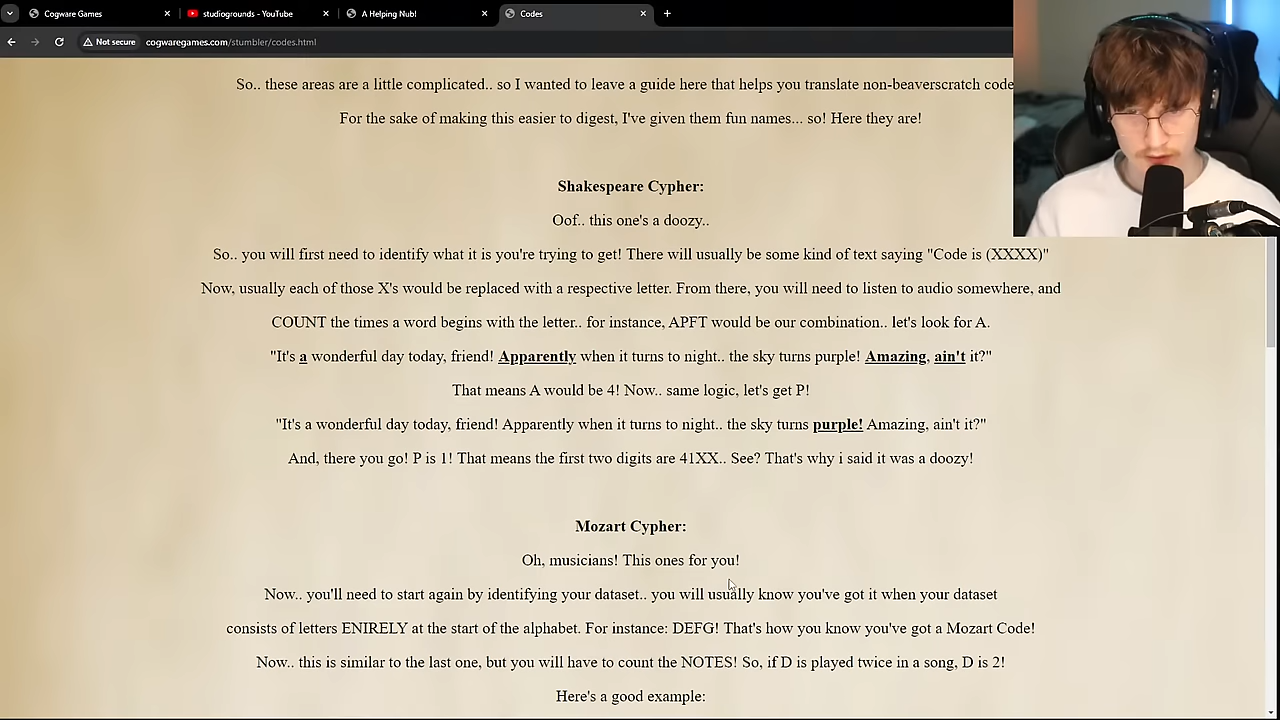 Cogware Games
studiogrounds - YouTube
A Helping Nub!
Codes
Not secure
cogwaregames.com/stumbler/codes.html
So.. these areas are a little complicated.. so I wanted to leave a guide here that helps you translate non-beaverscratch code
For the sake of making this easier to digest, I've given them fun names... so! Here they are!
Shakespeare Cypher:
Oof.. this one's a doozy..
So.. you will first need to identify what it is you're trying to get! There will usually be some kind of text saying "Code is (XXXX)"
Now, usually each of those X's would be replaced with a respective letter. From there, you will need to listen to audio somewhere, and
COUNT the times a word begins with the letter.. for instance, APFT would be our combination.. let's look for A.
"It's a wonderful day today, friend! Apparently when it turns to night.. the sky turns purple! Amazing, ain't it?"
That means A would be 4! Now.. same logic, let's get P!
"It's a wonderful day today, friend! Apparently when it turns to night.. the sky turns purple! Amazing, ain't it?"
And, there you go! P is 1! That means the first two digits are 41XX.. See? That's why i said it was a doozy!
Mozart Cypher:
Oh, musicians! This ones for you!
Now.. you'll need to start again by identifying your dataset.. you will usually know you've got it when your dataset
consists of letters ENIRELY at the start of the alphabet. For instance: DEFG! That's how you know you've got a Mozart Code!
Now.. this is similar to the last one, but you will have to count the NOTES! So, if D is played twice in a song, D is 2!
Here's a good example: